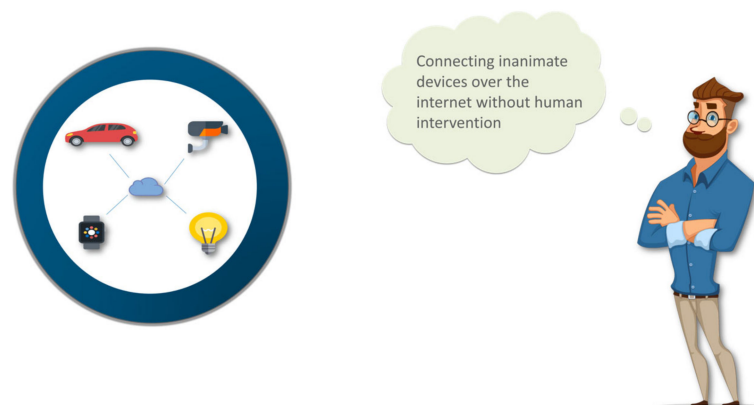 Connecting inanimate
devices over the
internet without human
intervention